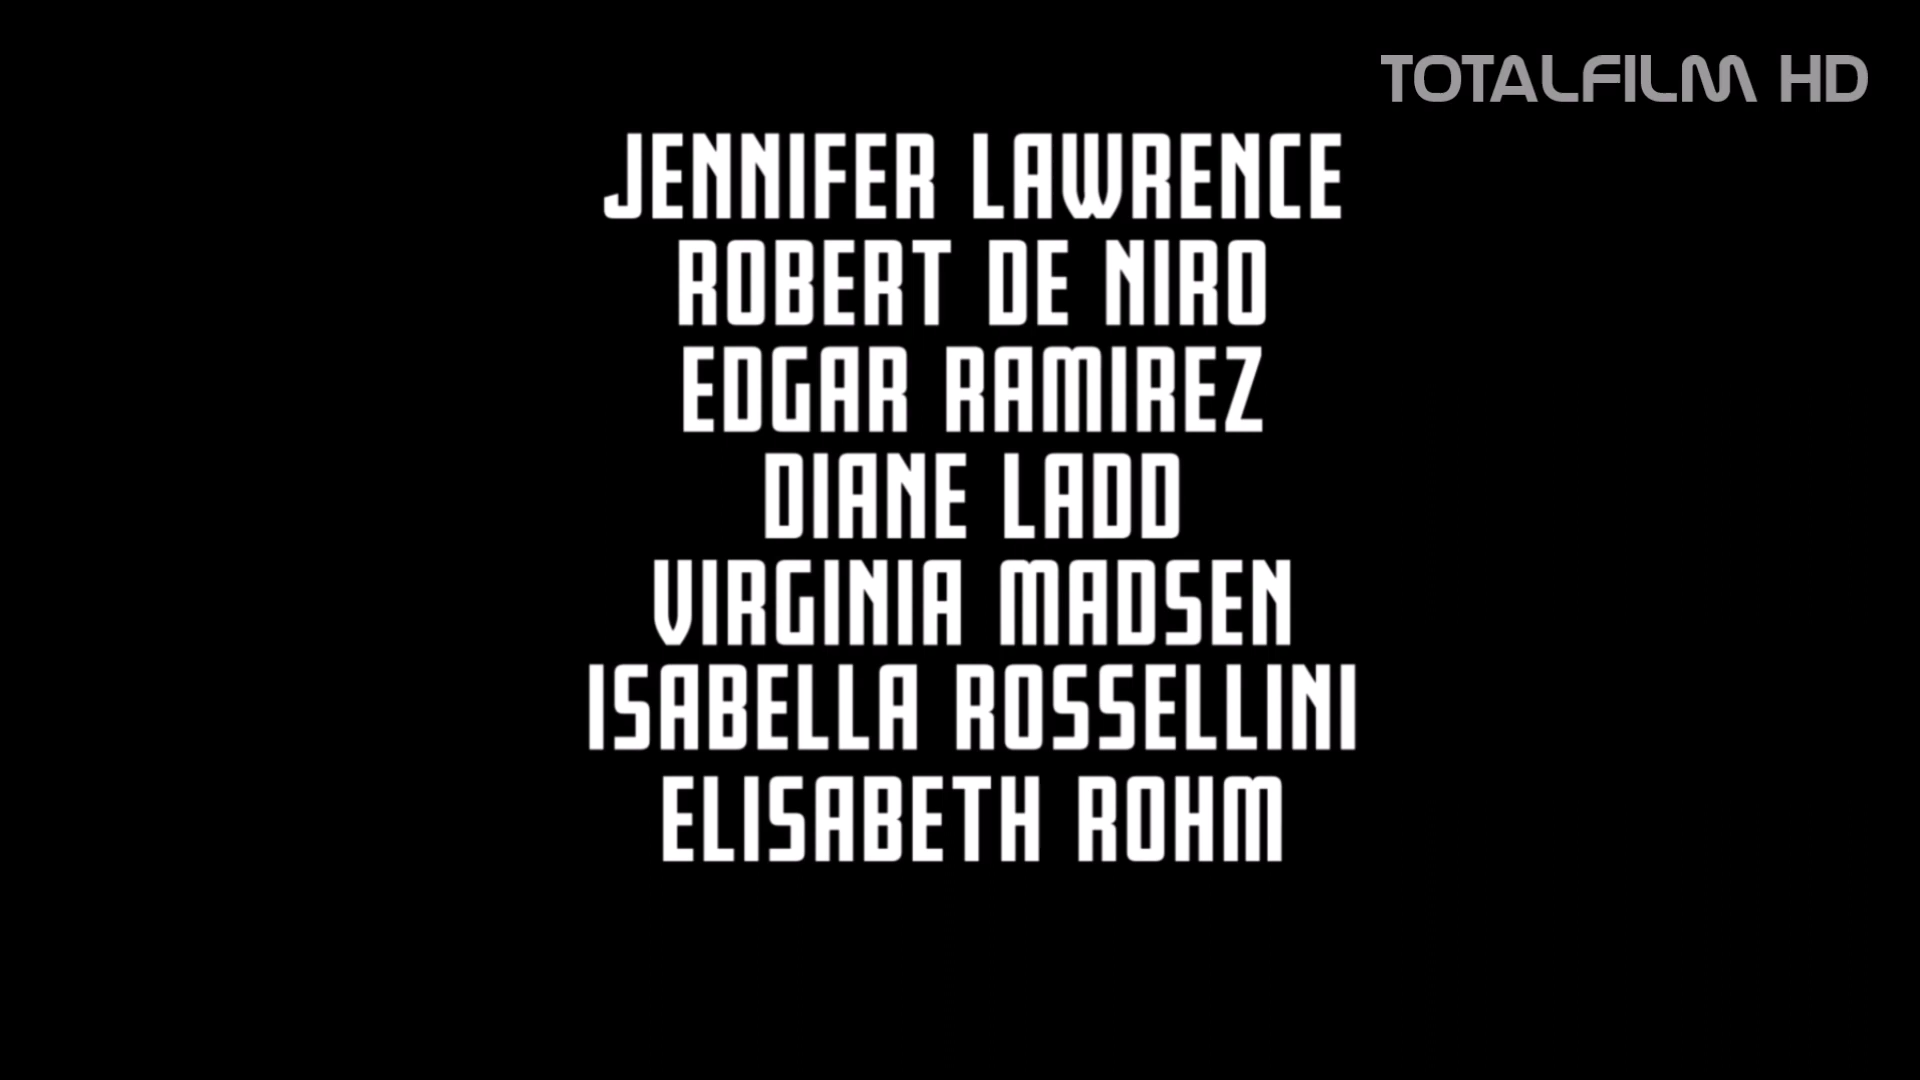 TOTALFILM HD
JENNIFER LAWRENCE
ROBERT DE NIRO
EDGAR RAMIREZ
DIANE LADD
VIRGINIA MADSEN
ISABELLA ROSSELLINI
ELISABETH ROHM